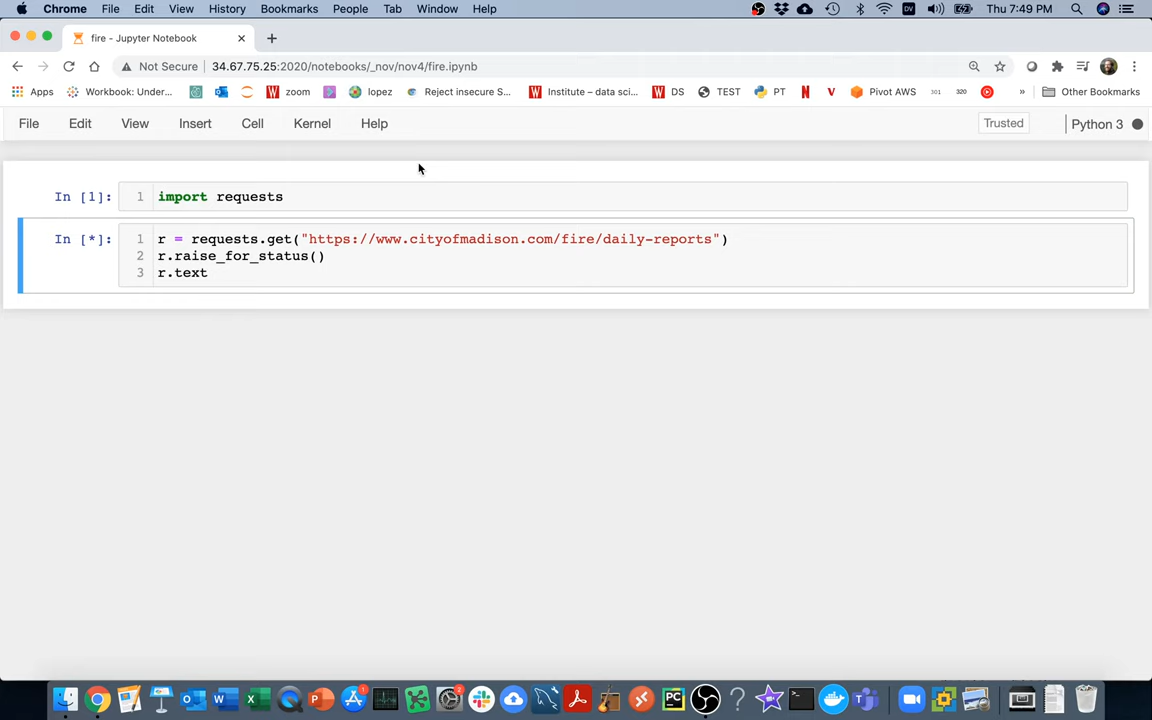 Chrome File Edit View History Bookmarks People Tab Window Help DV Thu 7:49 PM
fire - Jupyter Notebook
Not Secure 34.67.75.25:2020/notebooks/_nov/nov4/fire.ipynb
Apps Workbook: Under... zoom lopez Reject insecure S... Institute – data sci... DS TEST PT Pivot AWS 101 320 » Other Bookmarks
File Edit View Insert Cell Kernel Help Trusted Python 3
In [1]: 1 import requests
In [*]: 1 r = requests.get("https://www.cityofmadison.com/fire/daily-reports")
2 r.raise_for_status()
3 r.text